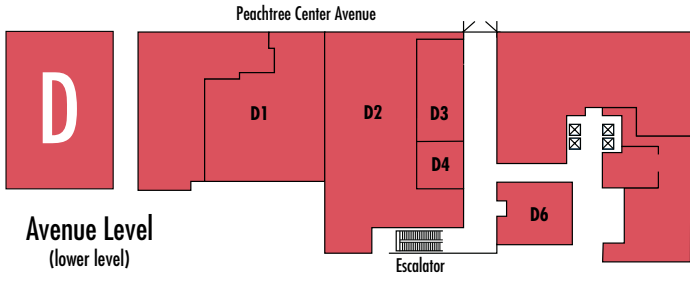 Peachtree Center Avenue
D
D1
D2
D3
D4
D6
Avenue Level
(lower level)
Escalator